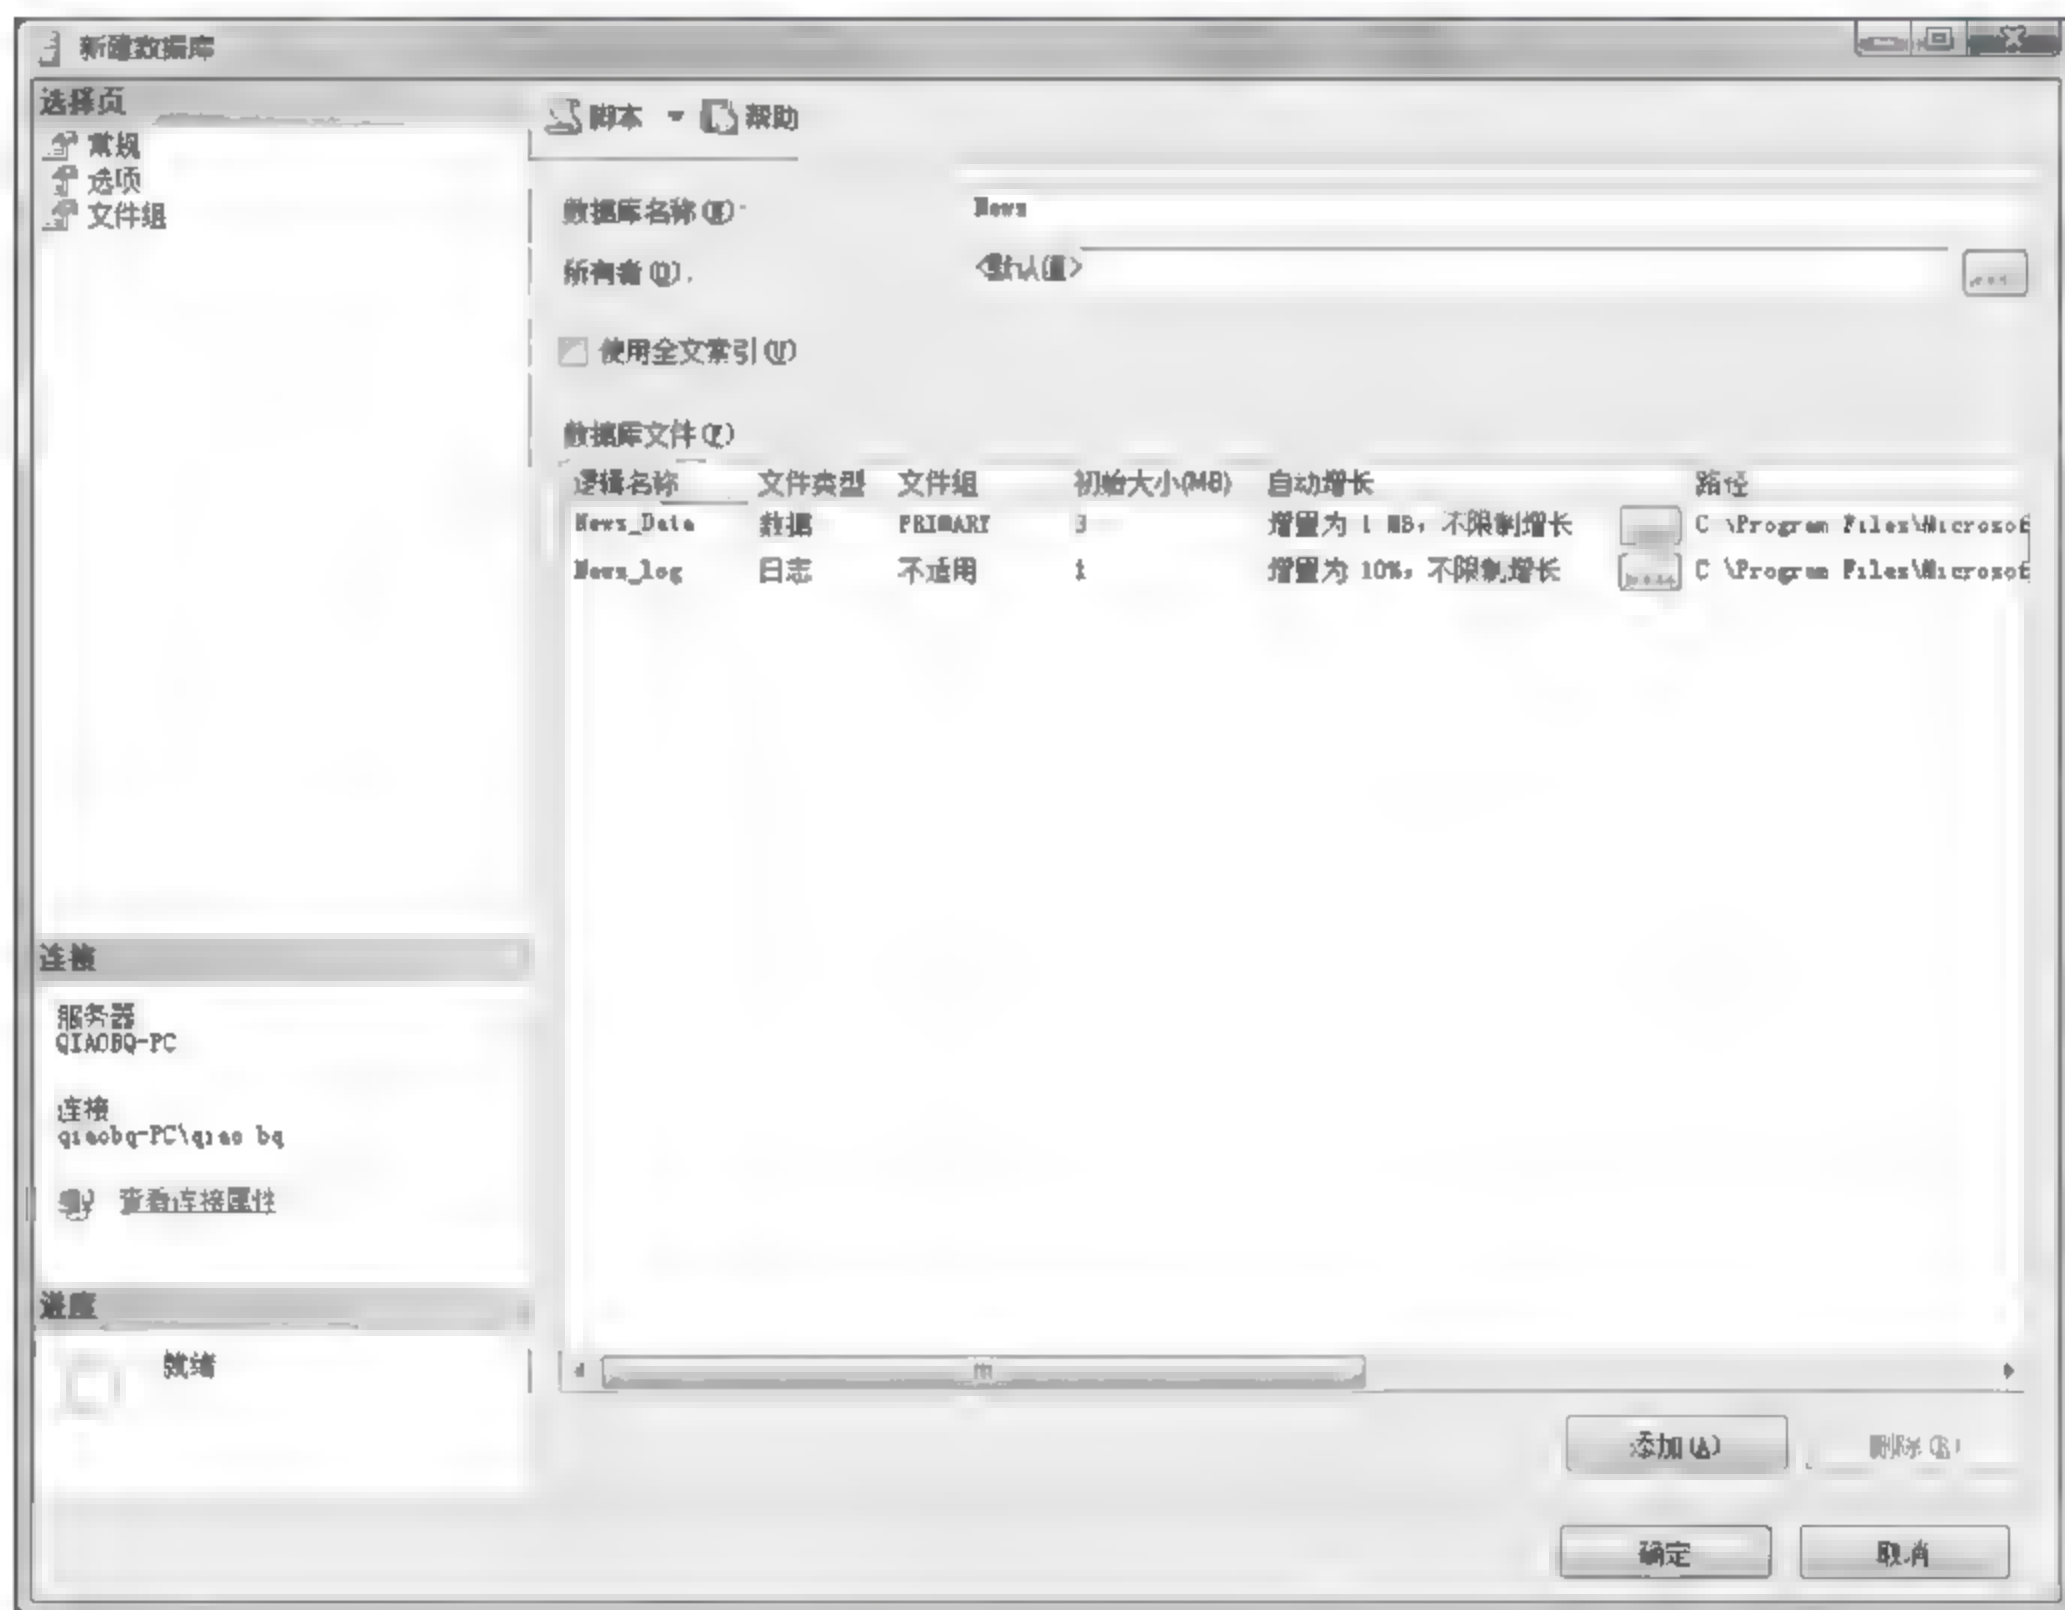 新建数据库
选择页
常规
选项
文件组
脚本 帮助
数据库名称(N):
News
所有者(O):
<默认值>
使用全文索引(U)
数据库文件(F)
逻辑名称 文件类型 文件组 初始大小(MB) 自动增长 路径
News_Data 数据 PRIMARY 3 增量为 1 MB，不限制增长 ... C:\Program Files\Microsof
News_log 日志 不适用 1 增量为 10%，不限制增长 ... C:\Program Files\Microsof
连接
服务器
QIAOBQ-PC
连接
qiaobq-PC\qiao bq
查看连接属性
进度
就绪
添加(A) 删除(R)
确定 取消